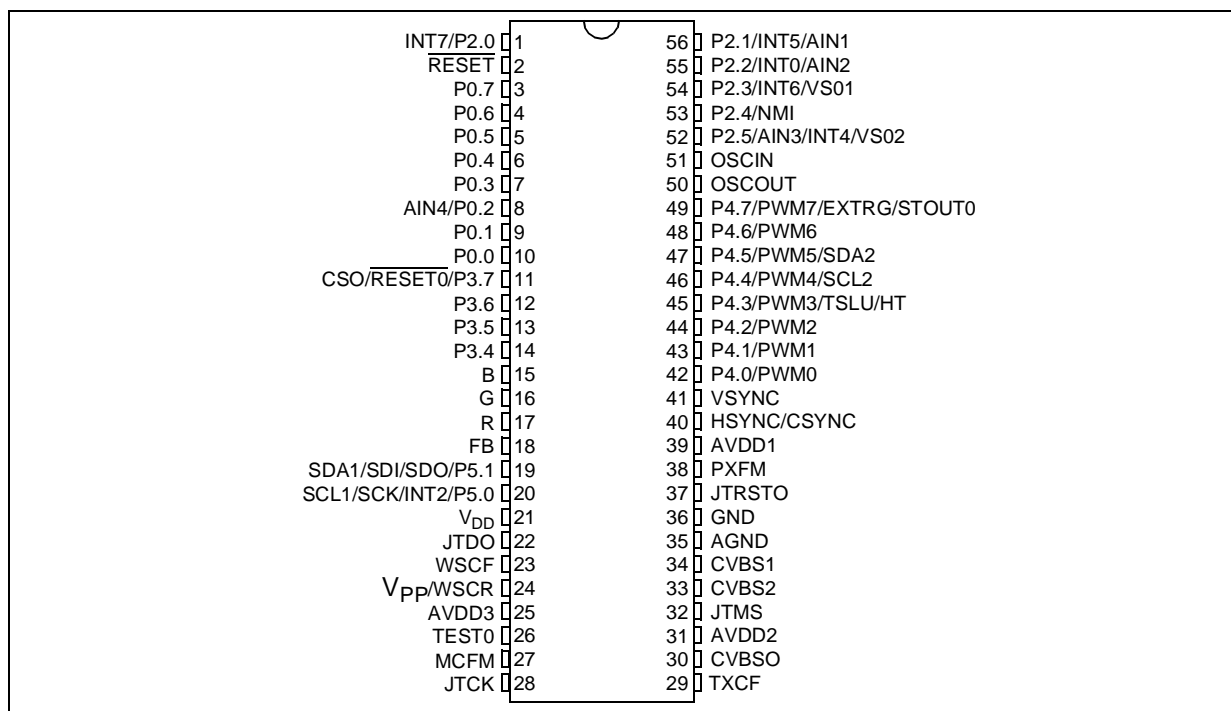 INT7/P2.0 1 56 P2.1/INT5/AIN1
RESET 2 55 P2.2/INT0/AIN2
P0.7 3 54 P2.3/INT6/VS01
P0.6 4 53 P2.4/NMI
P0.5 5 52 P2.5/AIN3/INT4/VS02
P0.4 6 51 OSCIN
P0.3 7 50 OSCOUT
AIN4/P0.2 8 49 P4.7/PWM7/EXTRG/STOUT0
P0.1 9 48 P4.6/PWM6
P0.0 10 47 P4.5/PWM5/SDA2
CSO/RESET0/P3.7 11 46 P4.4/PWM4/SCL2
P3.6 12 45 P4.3/PWM3/TSLU/HT
P3.5 13 44 P4.2/PWM2
P3.4 14 43 P4.1/PWM1
B 15 42 P4.0/PWM0
G 16 41 VSYNC
R 17 40 HSYNC/CSYNC
FB 18 39 AVDD1
SDA1/SDI/SDO/P5.1 19 38 PXFM
SCL1/SCK/INT2/P5.0 20 37 JTRSTO
VDD 21 36 GND
JTDO 22 35 AGND
WSCF 23 34 CVBS1
VPP/WSCR 24 33 CVBS2
AVDD3 25 32 JTMS
TEST0 26 31 AVDD2
MCFM 27 30 CVBSO
JTCK 28 29 TXCF